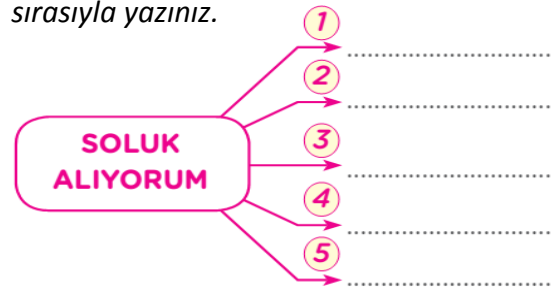 sırasıyla yazınız.
1 ..............................
2 ..............................
SOLUK
ALIYORUM
3 ..............................
4 ..............................
5 ..............................